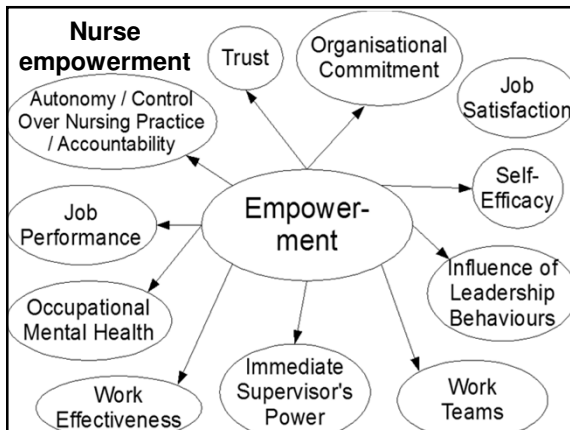 Nurse
empowerment
Trust
Organisational
Commitment
Job
Satisfaction
Autonomy / Control
Over Nursing Practice
/ Accountability
Self-
Efficacy
Empower-
ment
Job
Performance
Influence of
Leadership
Behaviours
Occupational
Mental Health
Immediate
Supervisor's
Power
Work
Teams
Work
Effectiveness